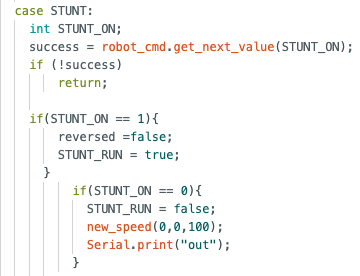 case STUNT:
int STUNT_ON;
success = robot_cmd.get_next_value(STUNT_ON);
if (!success)
return;
if(STUNT_ON == 1){
reversed =false;
STUNT_RUN = true;
}
if(STUNT_ON == 0){
STUNT_RUN = false;
new_speed(0,0,100);
Serial.print("out");
}